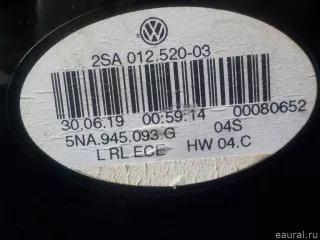 2SA 012.520-03
30.06.19 00:59:14 00080652
5NA.945.093.G 04S
L RL ECE HW 04.C
eaural.ru